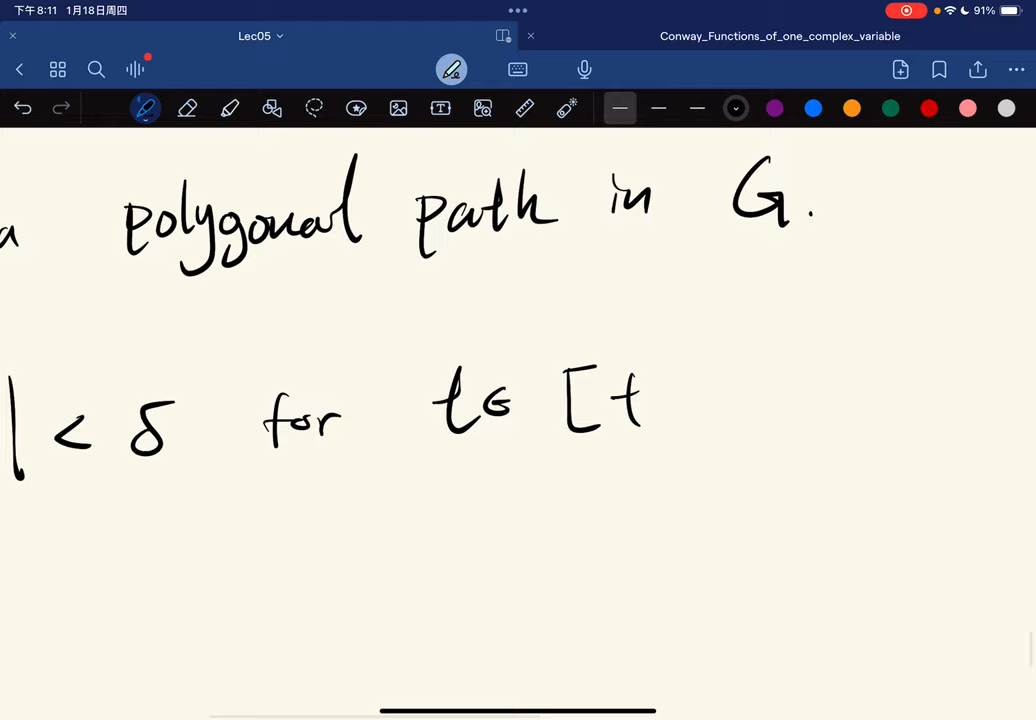 下午8:11 1月18日周四
91%
Lec05
Conway_Functions_of_one_complex_variable
a polygonal path in G.
| < δ for t ∈ [t